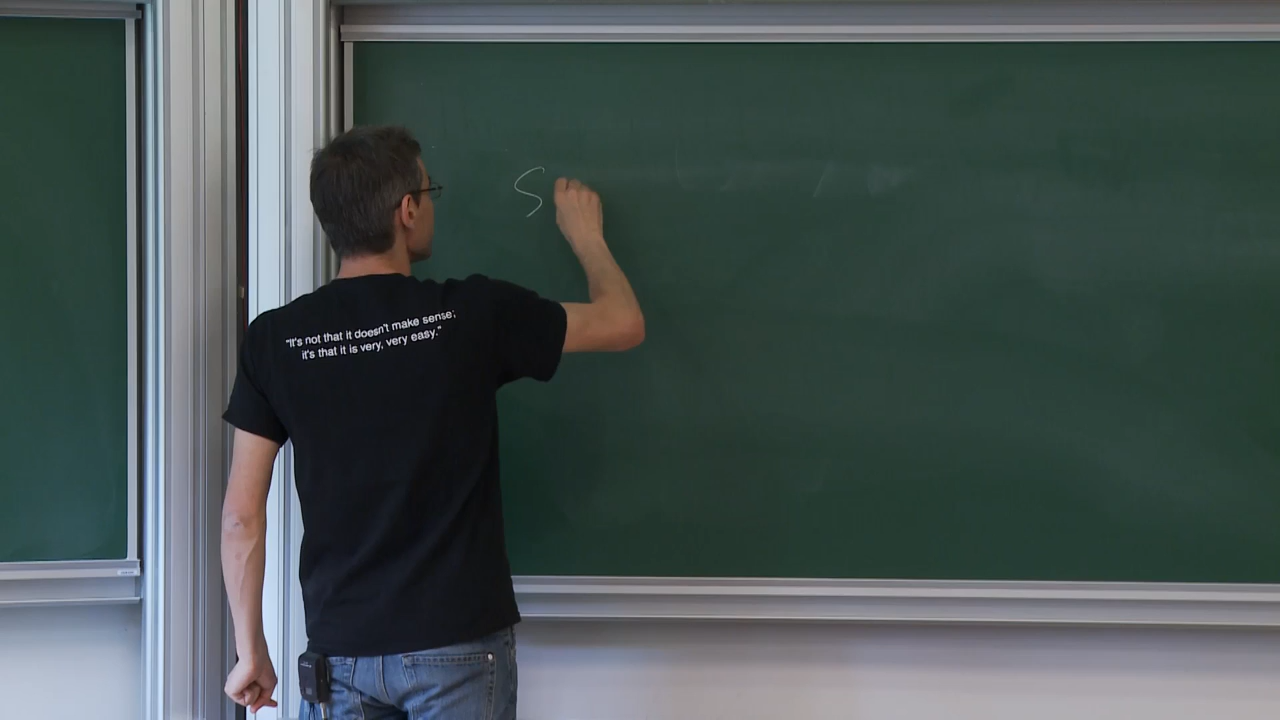 S
"It's not that it doesn't make sense;
it's that it is very, very easy."